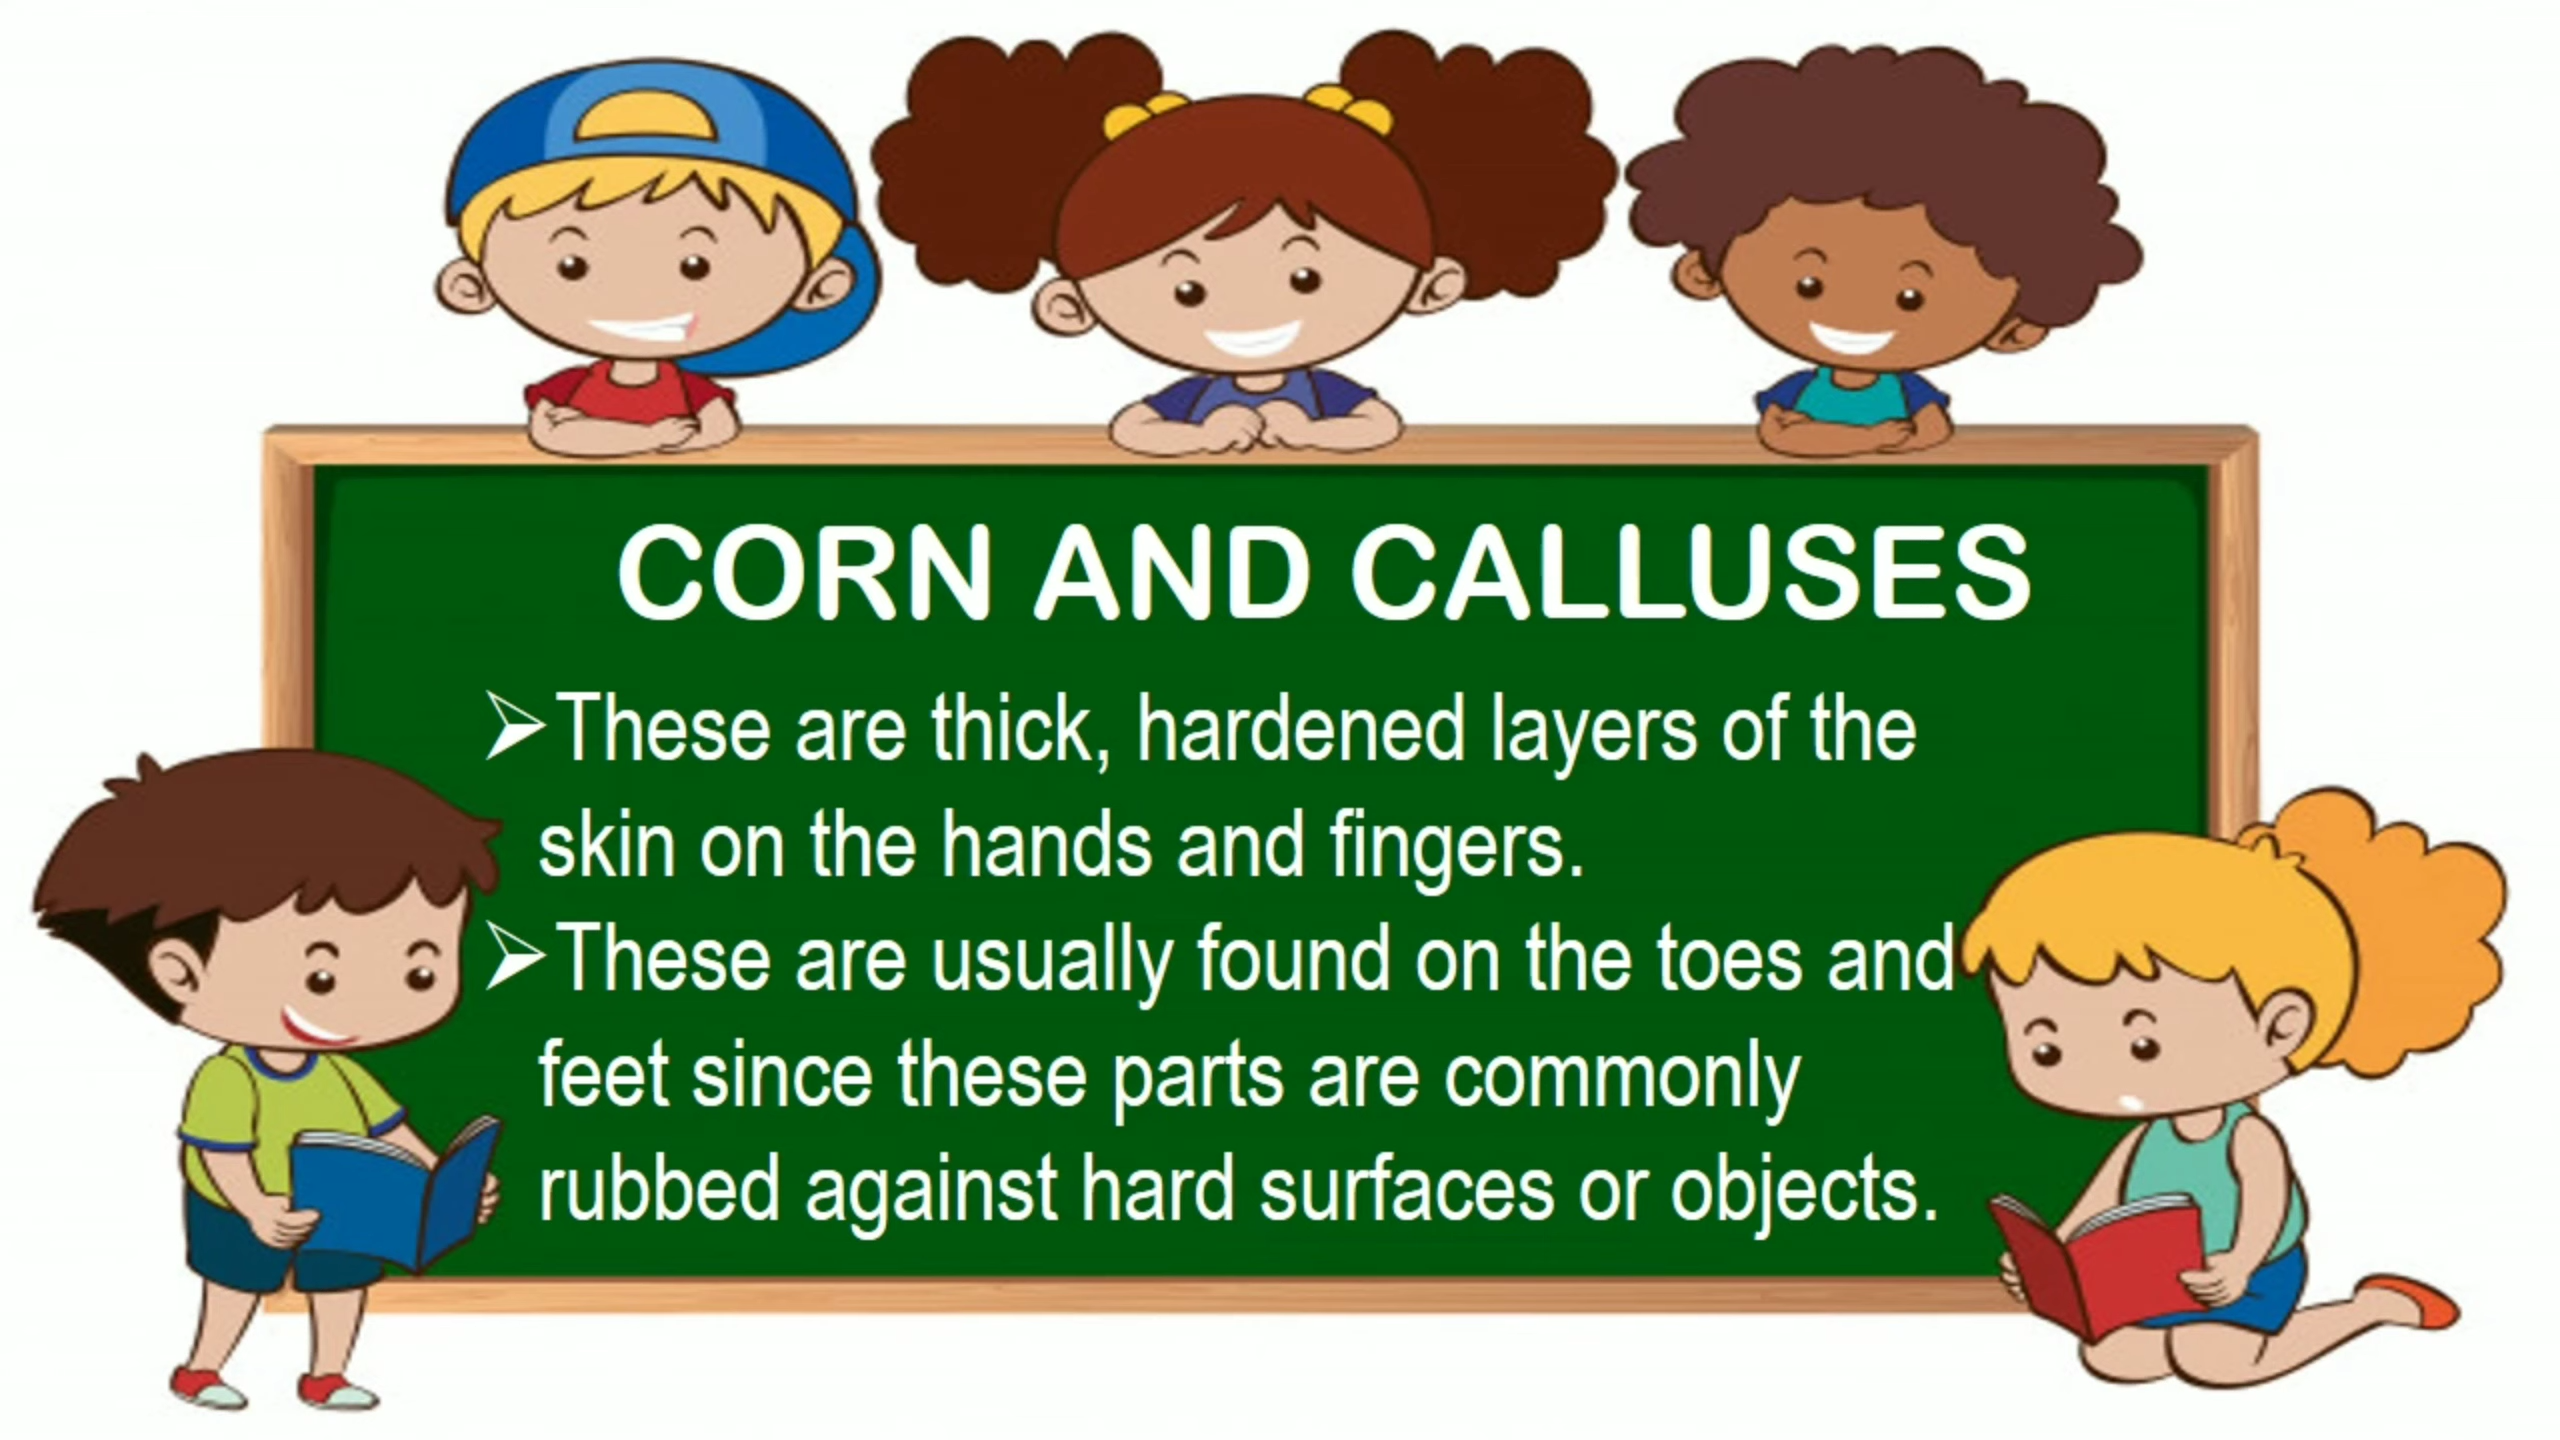 CORN AND CALLUSES
➢These are thick, hardened layers of the
skin on the hands and fingers.
➢These are usually found on the toes and
feet since these parts are commonly
rubbed against hard surfaces or objects.